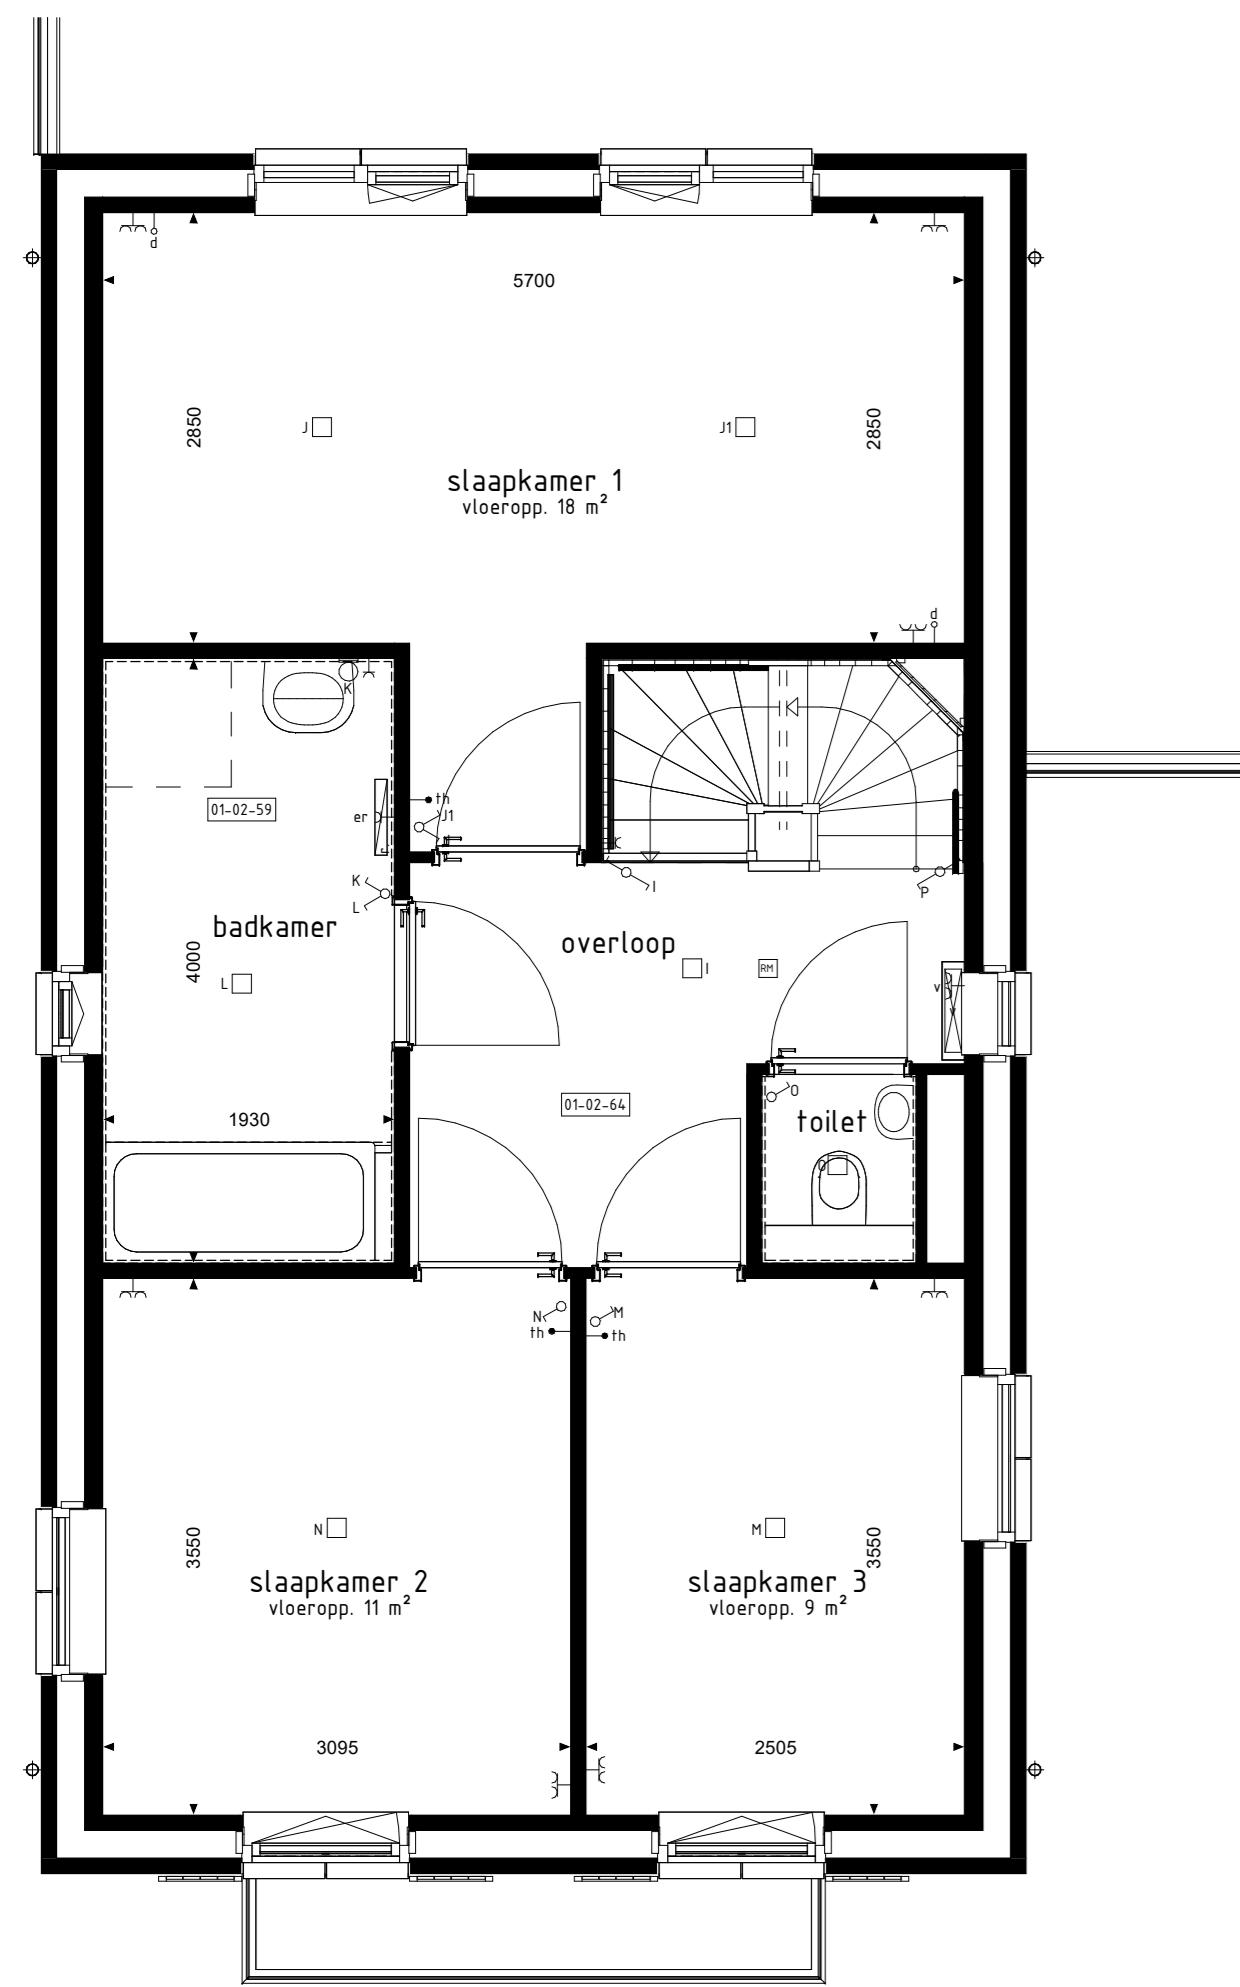 d
5700
2850
2850
J
J1
slaapkamer 1
vloeropp. 18 m²
d
K
01-02-59
th
er
J1
K
L
I
P
badkamer
overloop
4000
L
I
RM
v
01-02-64
1930
O
toilet
O
N
M
th
th
N
M
3550
3550
slaapkamer 2
vloeropp. 11 m²
slaapkamer 3
vloeropp. 9 m²
3095
2505